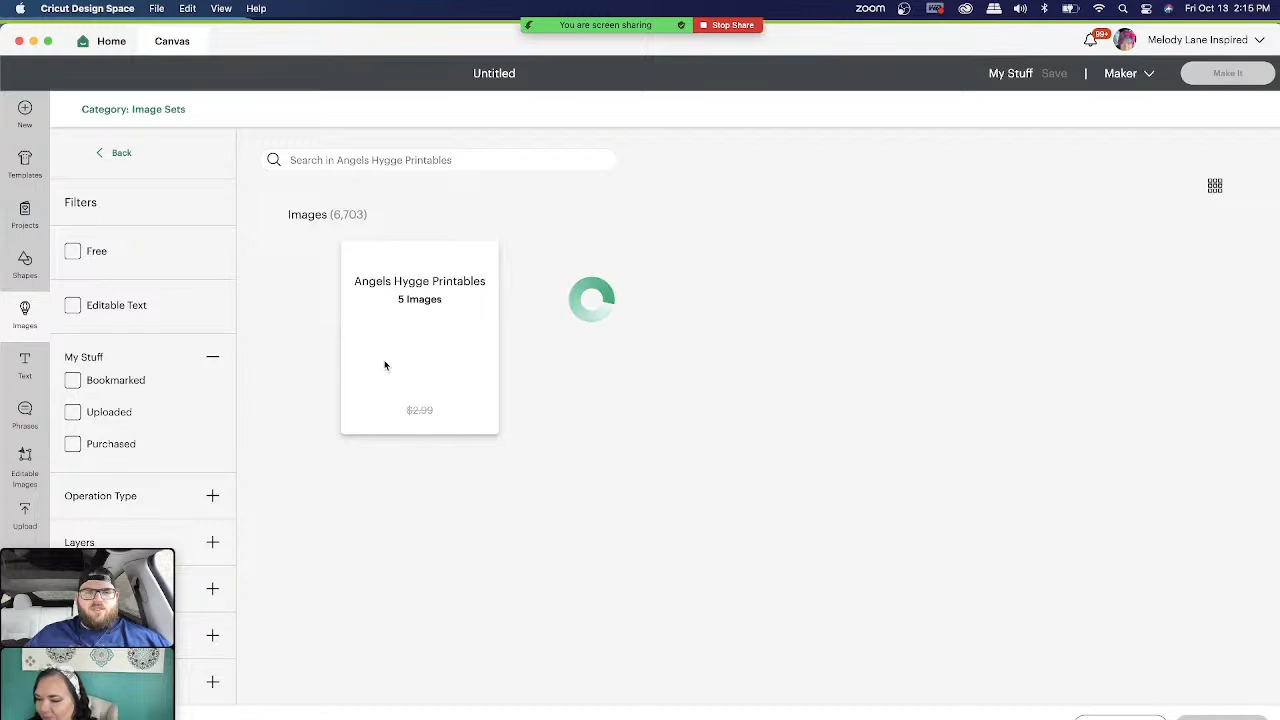 Cricut Design Space File Edit View Help
zoom Fri Oct 13 2:15 PM
You are screen sharing Stop Share
Home Canvas
99+ Melody Lane Inspired
Untitled
My Stuff Save | Maker Make It
New
Templates
Projects
Shapes
Images
Text
Phrases
Editable
Images
Upload
Category: Image Sets
Back
Filters
Free
Editable Text
My Stuff
Bookmarked
Uploaded
Purchased
Operation Type
Layers
Search in Angels Hygge Printables
Images (6,703)
Angels Hygge Printables
5 Images
$2.99